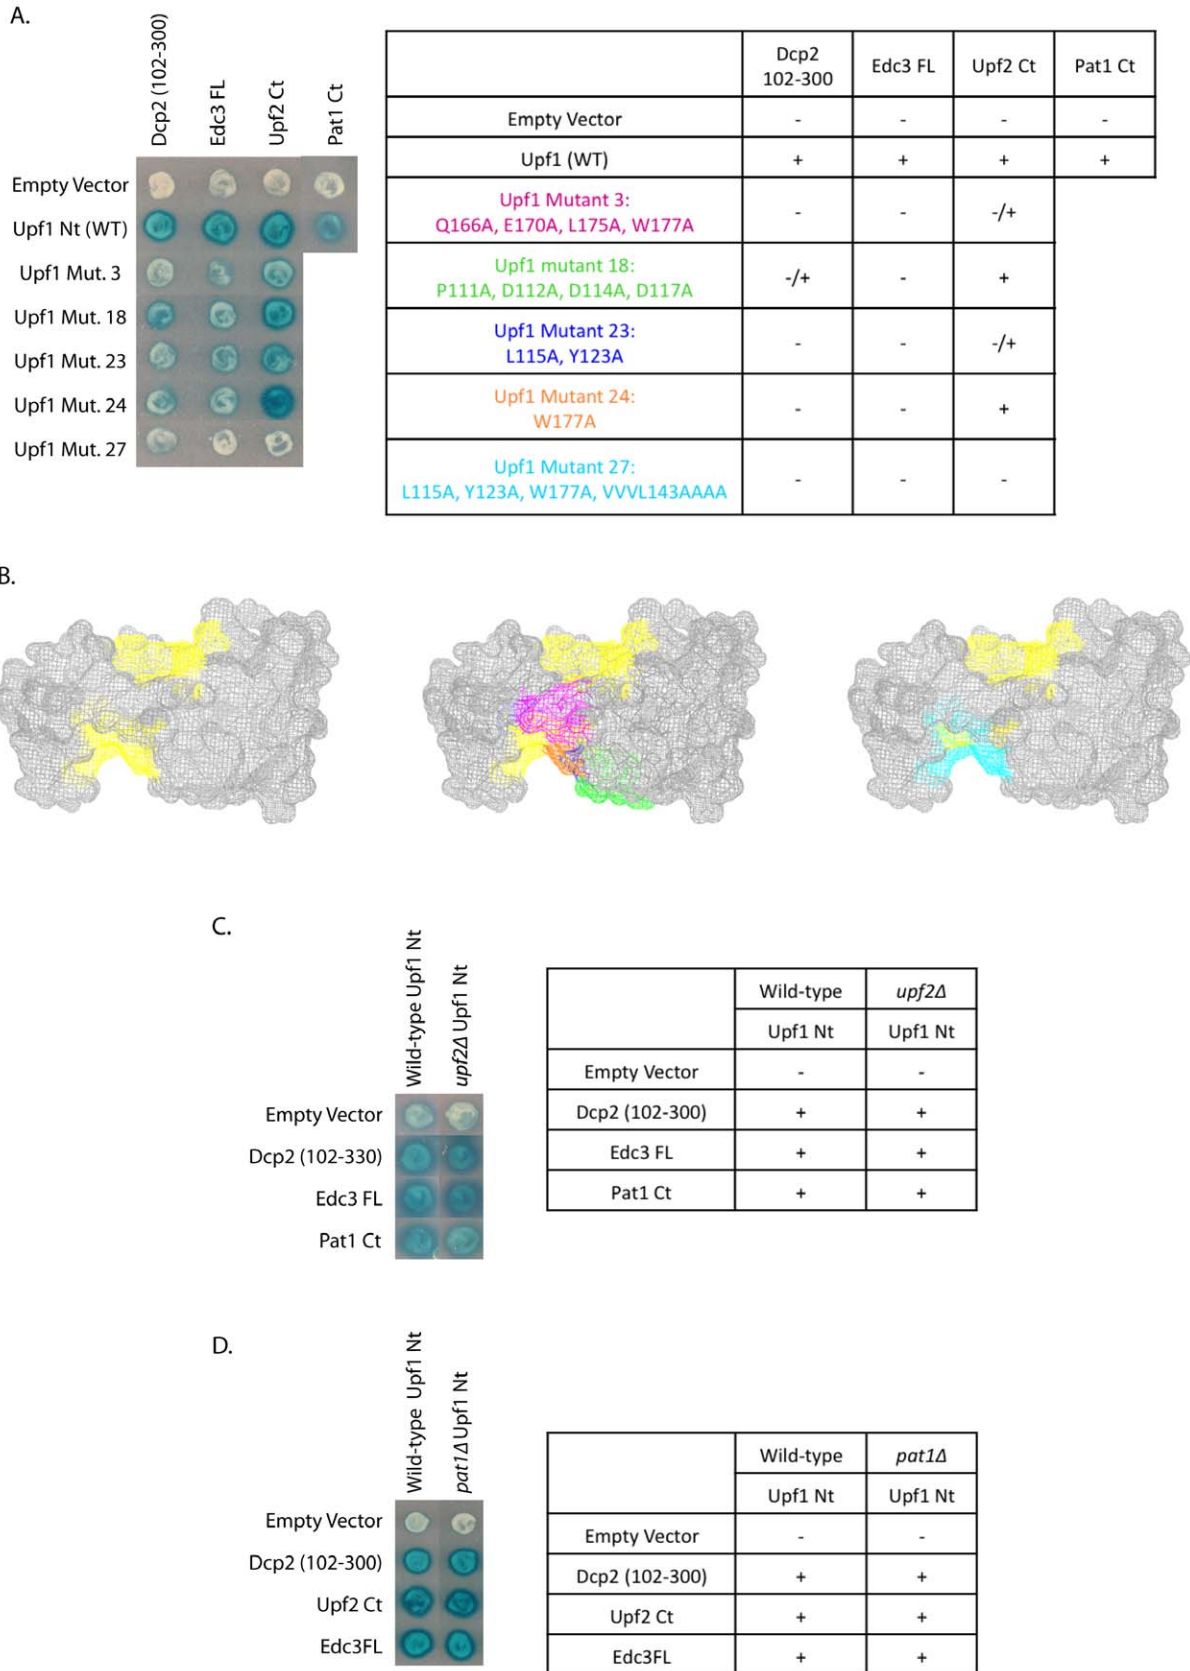 A.
Dcp2 (102-300)
Edc3 FL
Upf2 Ct
Pat1 Ct
Empty Vector
Upf1 Nt (WT)
Upf1 Mut. 3
Upf1 Mut. 18
Upf1 Mut. 23
Upf1 Mut. 24
Upf1 Mut. 27
Dcp2 102-300 Edc3 FL Upf2 Ct Pat1 Ct
Empty Vector - - - -
Upf1 (WT) + + + +
Upf1 Mutant 3:
Q166A, E170A, L175A, W177A - - -/+
Upf1 mutant 18:
P111A, D112A, D114A, D117A -/+ - +
Upf1 Mutant 23:
L115A, Y123A - - -/+
Upf1 Mutant 24:
W177A - - +
Upf1 Mutant 27:
L115A, Y123A, W177A, VVVL143AAAA - - -
B.
C.
Wild-type Upf1 Nt
upf2Δ Upf1 Nt
Empty Vector
Dcp2 (102-330)
Edc3 FL
Pat1 Ct
Wild-type upf2Δ
Upf1 Nt Upf1 Nt
Empty Vector - -
Dcp2 (102-300) + +
Edc3 FL + +
Pat1 Ct + +
D.
Wild-type Upf1 Nt
pat1Δ Upf1 Nt
Empty Vector
Dcp2 (102-300)
Upf2 Ct
Edc3FL
Wild-type pat1Δ
Upf1 Nt Upf1 Nt
Empty Vector - -
Dcp2 (102-300) + +
Upf2 Ct + +
Edc3FL + +